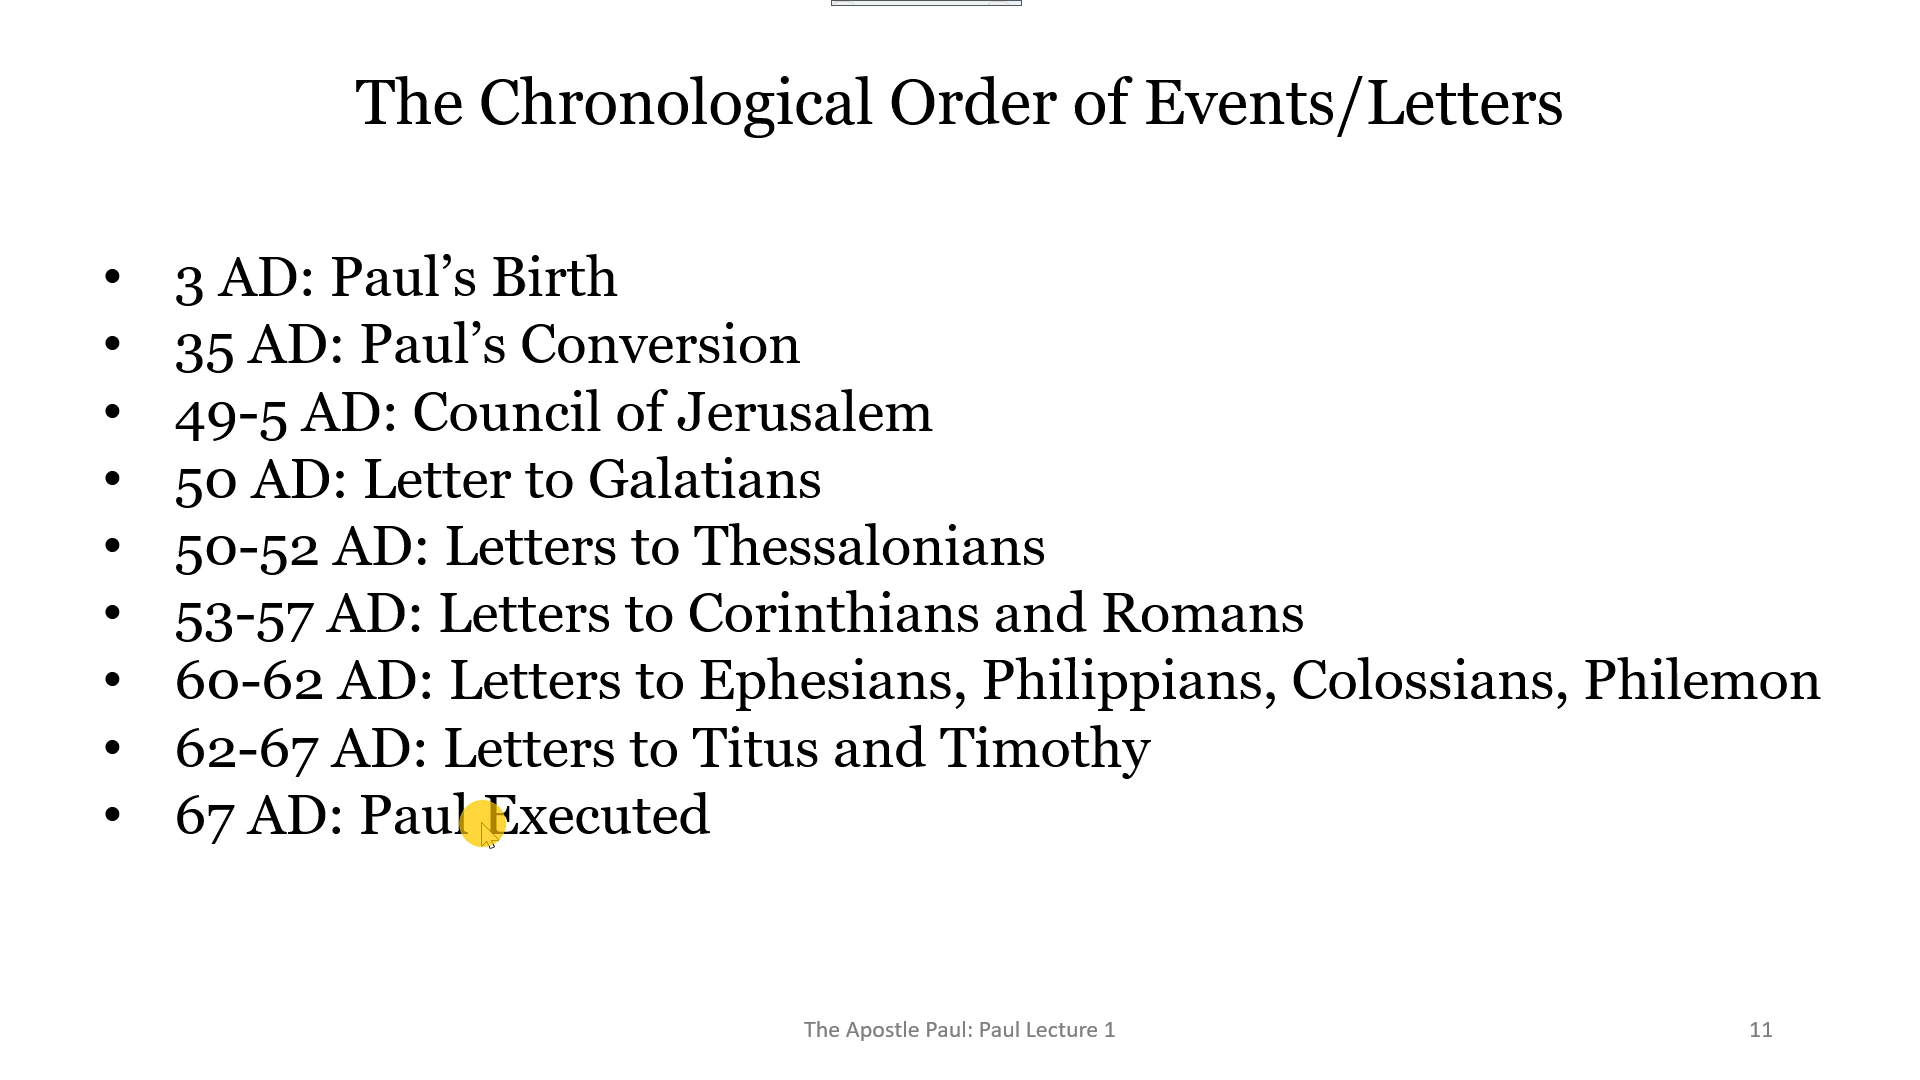 The Chronological Order of Events/Letters
• 3 AD: Paul’s Birth
• 35 AD: Paul’s Conversion
• 49-5 AD: Council of Jerusalem
• 50 AD: Letter to Galatians
• 50-52 AD: Letters to Thessalonians
• 53-57 AD: Letters to Corinthians and Romans
• 60-62 AD: Letters to Ephesians, Philippians, Colossians, Philemon
• 62-67 AD: Letters to Titus and Timothy
• 67 AD: Paul Executed
The Apostle Paul: Paul Lecture 1
11